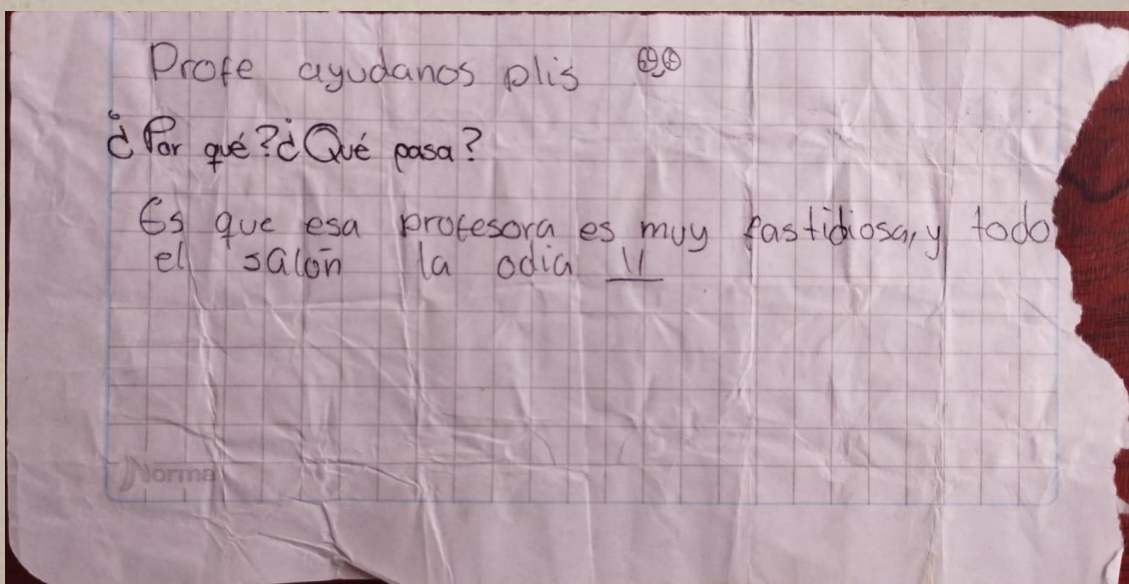 Profe ayudanos plis
¿Por qué? ¿Qué pasa?
Es que esa profesora es muy fastidiosa, y todo
el salón la odia
Norma